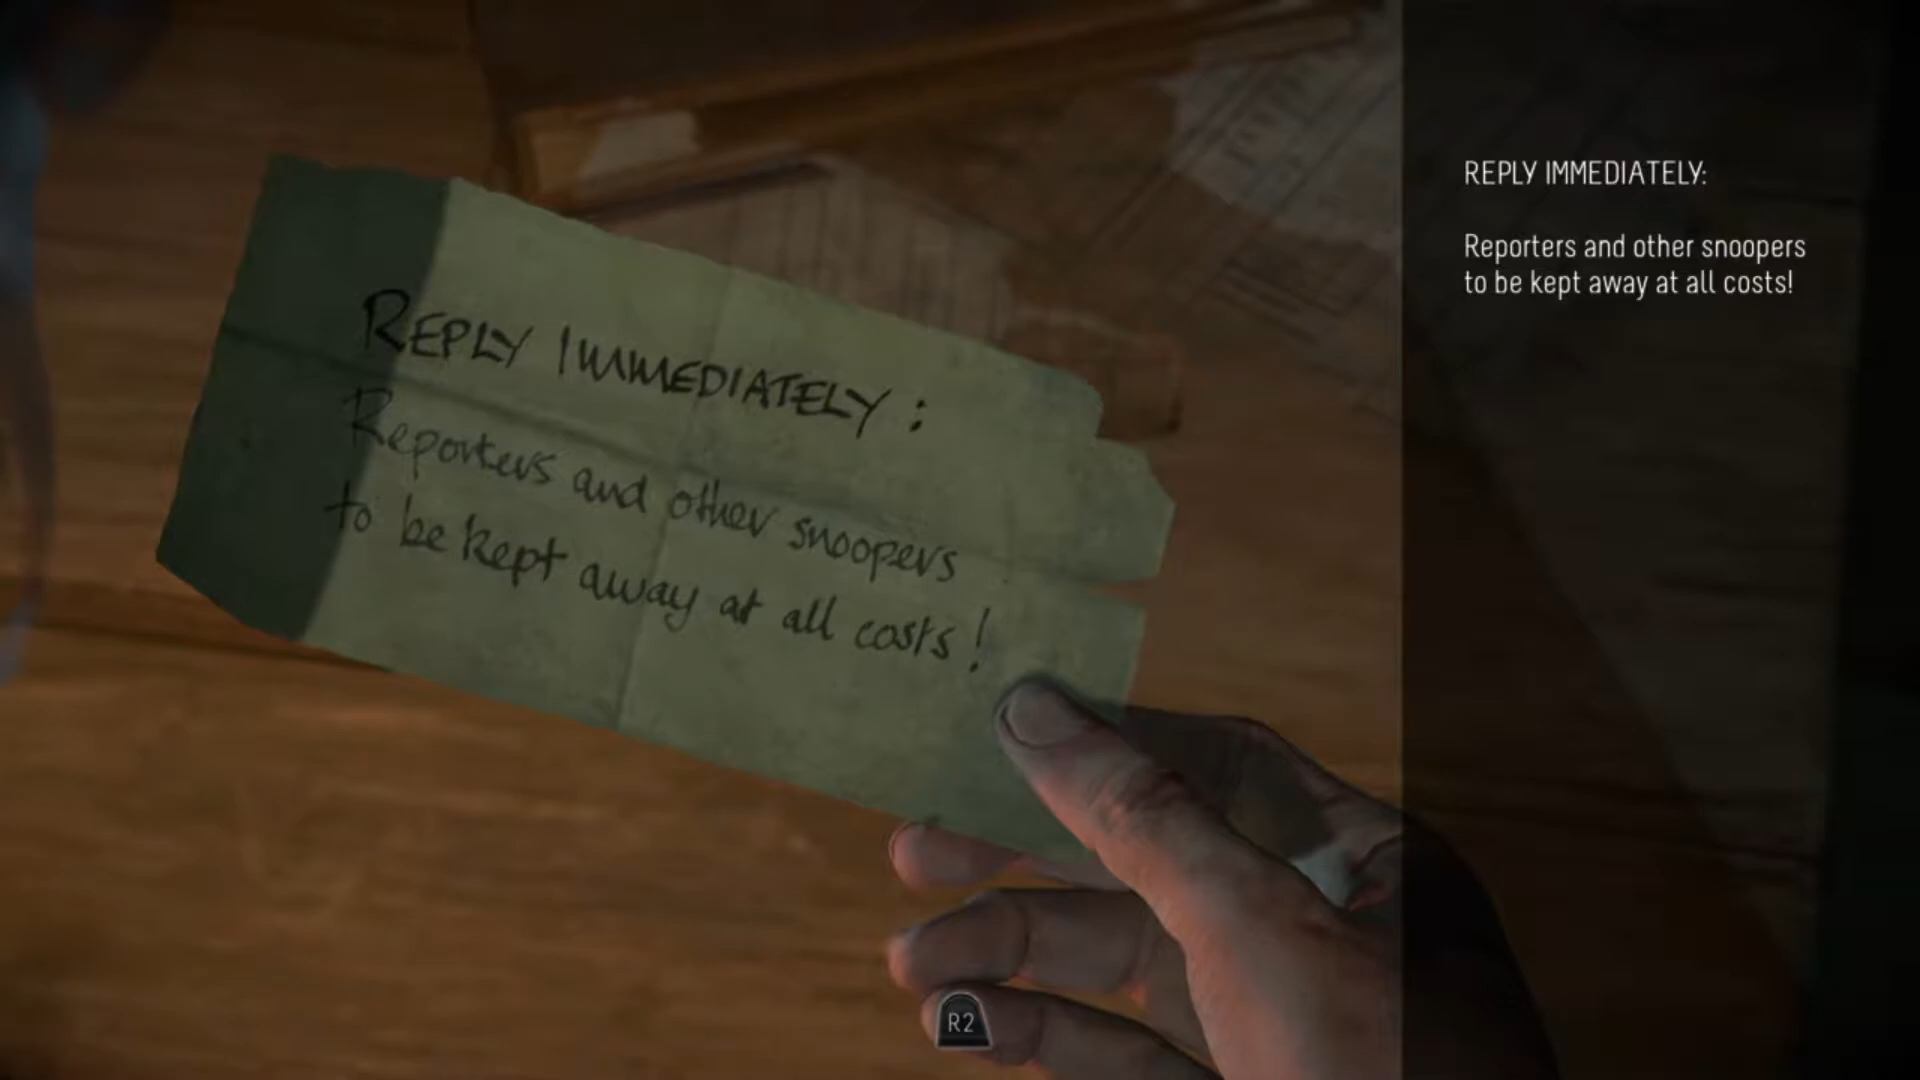 REPLY IMMEDIATELY:
Reporters and other snoopers
to be kept away at all costs!
REPLY IMMEDIATELY:
Reporters and other snoopers
to be kept away at all costs!
R2